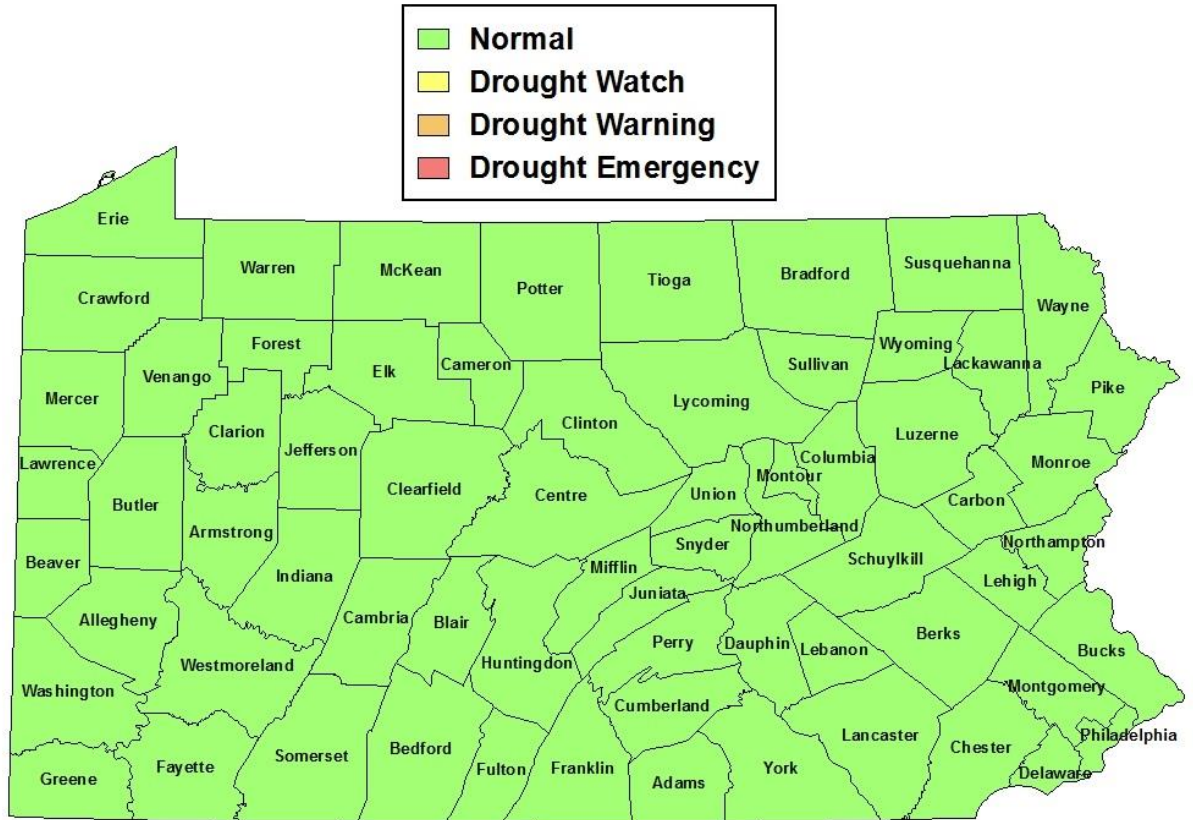 Normal
Drought Watch
Drought Warning
Drought Emergency
Erie
Warren
McKean
Potter
Tioga
Bradford
Susquehanna
Wayne
Crawford
Forest
Elk
Cameron
Sullivan
Wyoming
Lackawanna
Pike
Mercer
Venango
Clarion
Jefferson
Clinton
Lycoming
Columbia
Luzerne
Monroe
Lawrence
Butler
Armstrong
Clearfield
Centre
Union
Montour
Carbon
Beaver
Indiana
Mifflin
Snyder
Northumberland
Schuylkill
Northampton
Lehigh
Allegheny
Cambria
Blair
Juniata
Westmoreland
Huntingdon
Perry
Dauphin
Lebanon
Berks
Bucks
Washington
Cumberland
Montgomery
Greene
Fayette
Somerset
Bedford
Fulton
Franklin
Adams
York
Lancaster
Chester
Delaware
Philadelphia